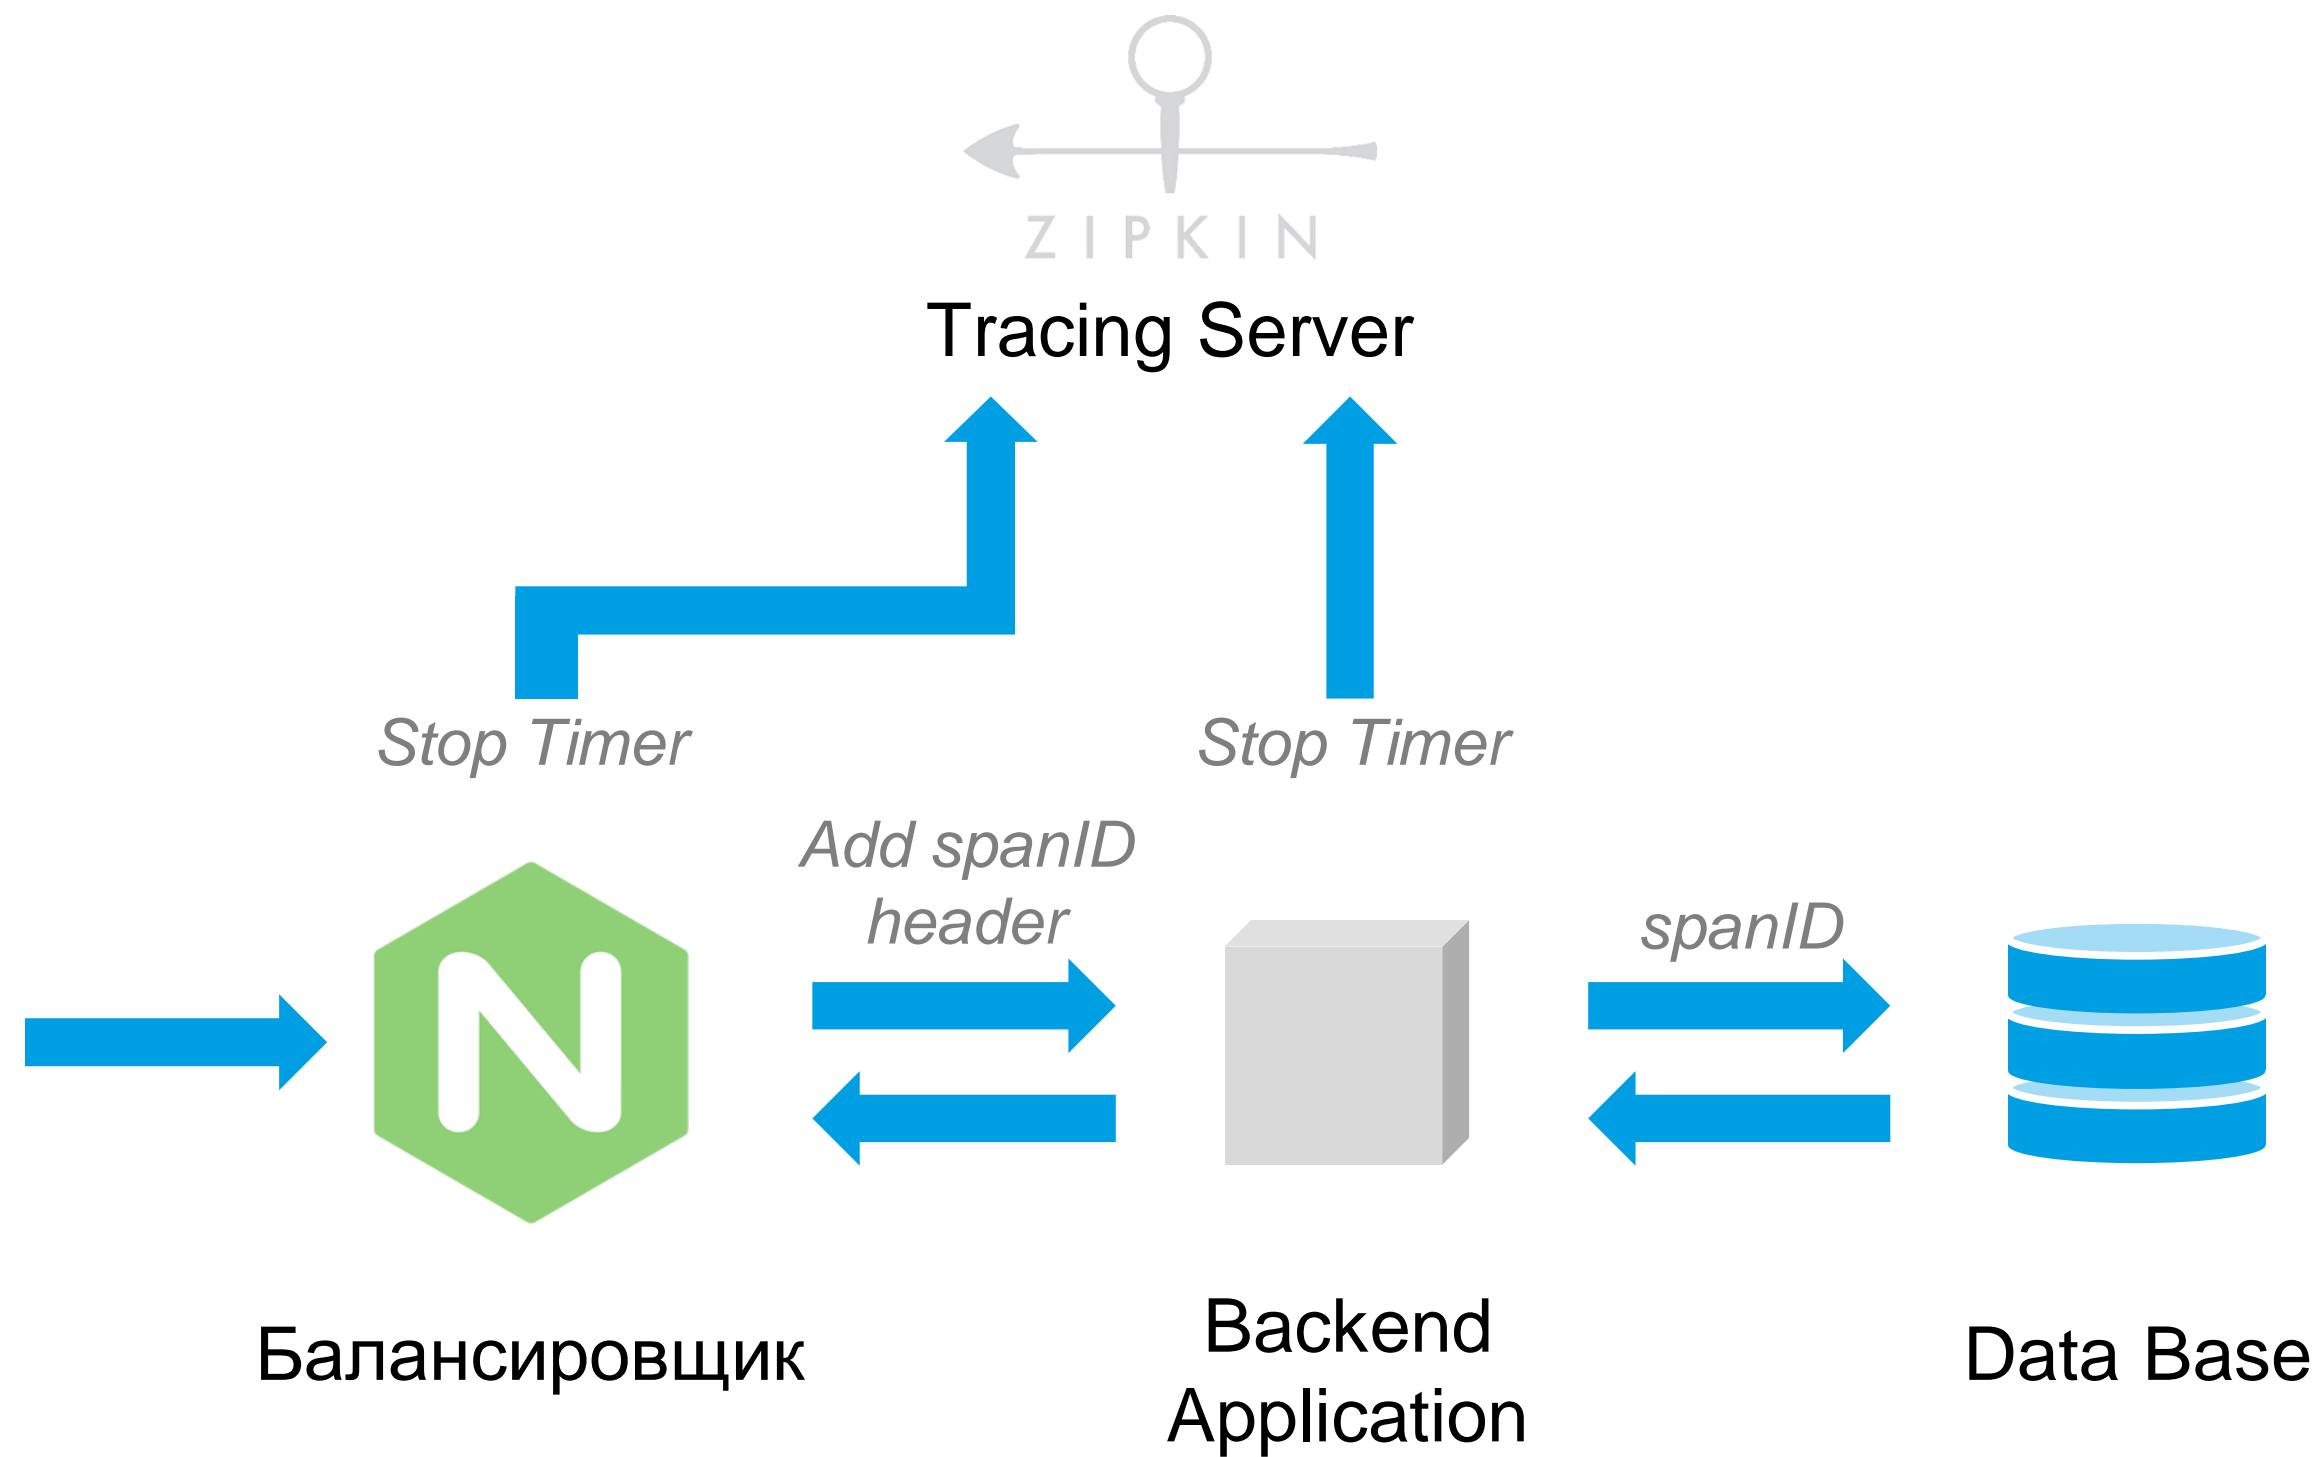 ZIPKIN
Tracing Server
Stop Timer
Stop Timer
Add spanID
header
spanID
Балансировщик
Backend
Application
Data Base